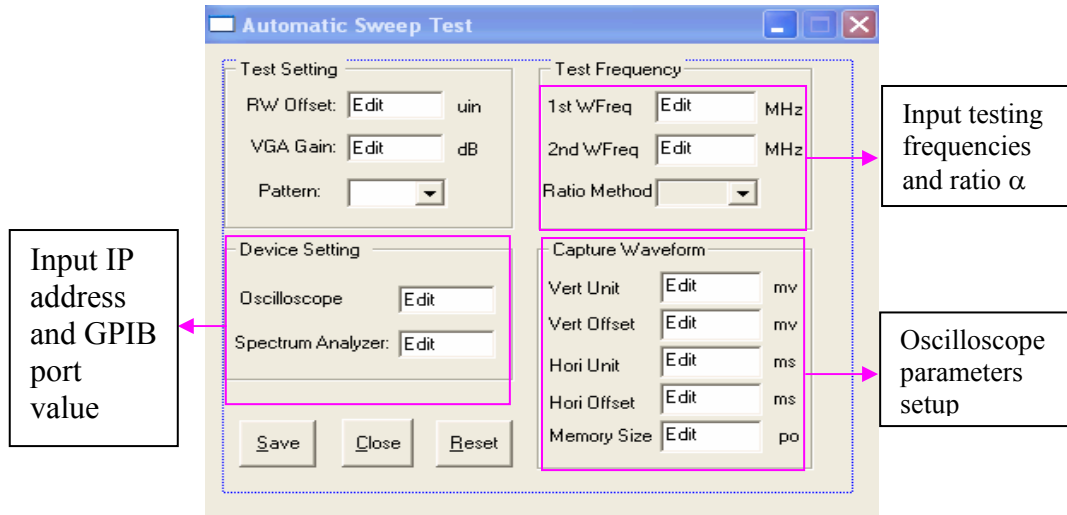 Automatic Sweep Test
Test Setting
RW Offset: Edit uin
VGA Gain: Edit dB
Pattern:
Test Frequency
1st WFreq Edit MHz
2nd WFreq Edit MHz
Ratio Method
Input testing
frequencies
and ratio α
Input IP
address
and GPIB
port
value
Device Setting
Oscilloscope Edit
Spectrum Analyzer: Edit
Capture Waveform
Vert Unit Edit mv
Vert Offset Edit mv
Hori Unit Edit ms
Hori Offset Edit ms
Memory Size Edit po
Oscilloscope
parameters
setup
Save Close Reset